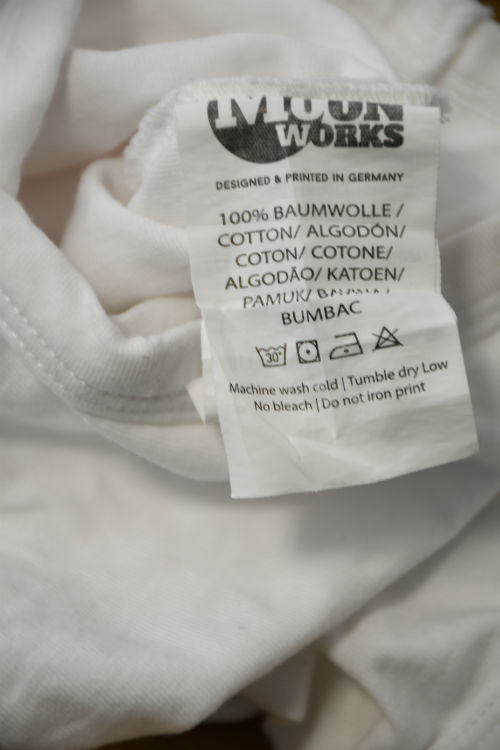 MOON
WORKS
DESIGNED & PRINTED IN GERMANY
100% BAUMWOLLE /
COTTON/ ALGODÓN/
COTON/ COTONE/
ALGODÃO/ KATOEN/
PAMUK/
BUMBAC
30°
Machine wash cold | Tumble dry Low
No bleach | Do not iron print